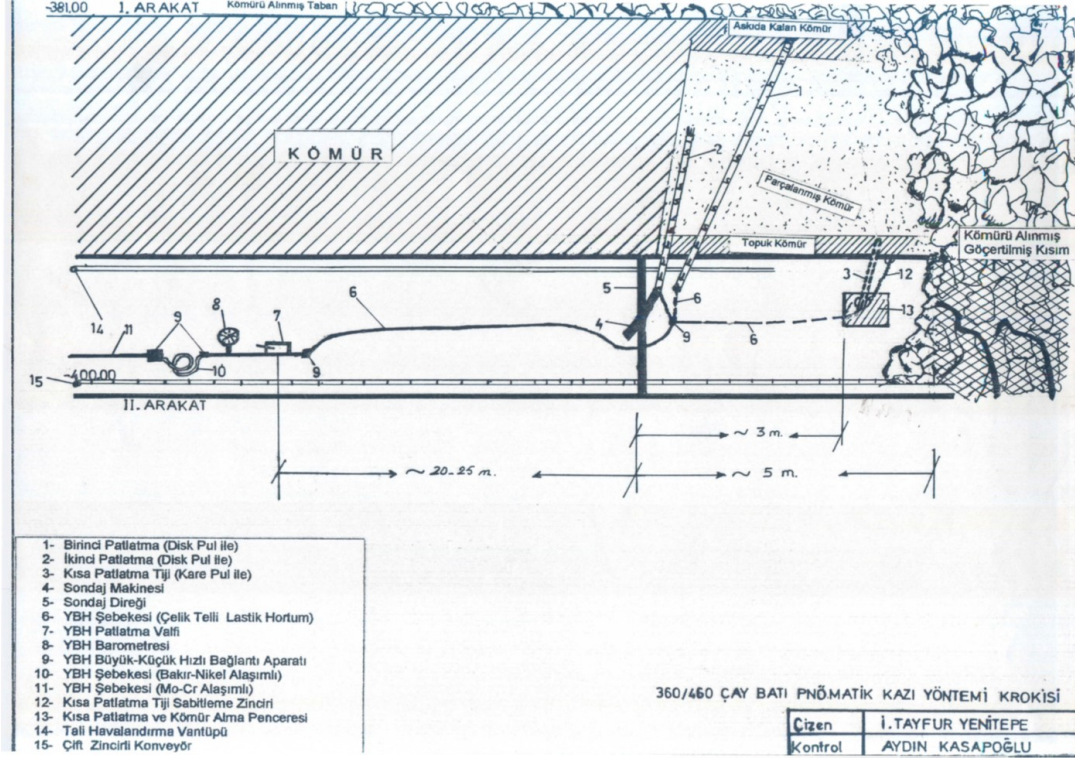 -381.00 I. ARAKAT Kömürü Alınmış Taban
Askıda Kalan Kömür
1
2
KÖMÜR
Parçalanmış Kömür
Topuk Kömür
Kömürü Alınmış
Göçertilmiş Kısım
3
12
5
6
6
8
7
4
13
14
11
9
9
6
10
9
15
-400.00
II. ARAKAT
~ 3 m.
~ 20-25 m.
~ 5 m.
1- Birinci Patlatma (Disk Pul ile)
2- İkinci Patlatma (Disk Pul ile)
3- Kısa Patlatma Tiji (Kare Pul ile)
4- Sondaj Makinesi
5- Sondaj Direği
6- YBH Şebekesi (Çelik Telli Lastik Hortum)
7- YBH Patlatma Valfi
8- YBH Barometresi
9- YBH Büyük-Küçük Hızlı Bağlantı Aparatı
10- YBH Şebekesi (Bakır-Nikel Alaşımlı)
11- YBH Şebekesi (Mo-Cr Alaşımlı)
12- Kısa Patlatma Tiji Sabitleme Zinciri
13- Kısa Patlatma ve Kömür Alma Penceresi
14- Tali Havalandırma Vantüpü
15- Çift Zincirli Konveyör
360/460 ÇAY BATI PNÖMATİK KAZI YÖNTEMİ KROKİSİ
Çizen İ.TAYFUR YENİTEPE
Kontrol AYDIN KASAPOĞLU